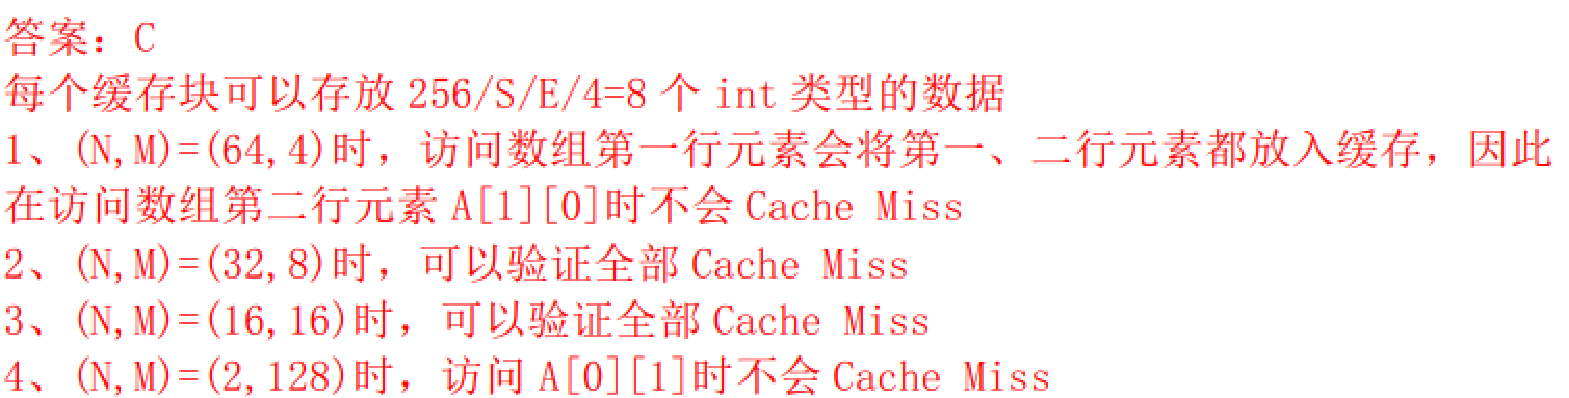 答案：C
每个缓存块可以存放 256/S/E/4=8 个 int 类型的数据
1、(N,M)=(64,4)时，访问数组第一行元素会将第一、二行元素都放入缓存，因此
在访问数组第二行元素 A[1][0]时不会 Cache Miss
2、(N,M)=(32,8)时，可以验证全部 Cache Miss
3、(N,M)=(16,16)时，可以验证全部 Cache Miss
4、(N,M)=(2,128)时，访问 A[0][1]时不会 Cache Miss